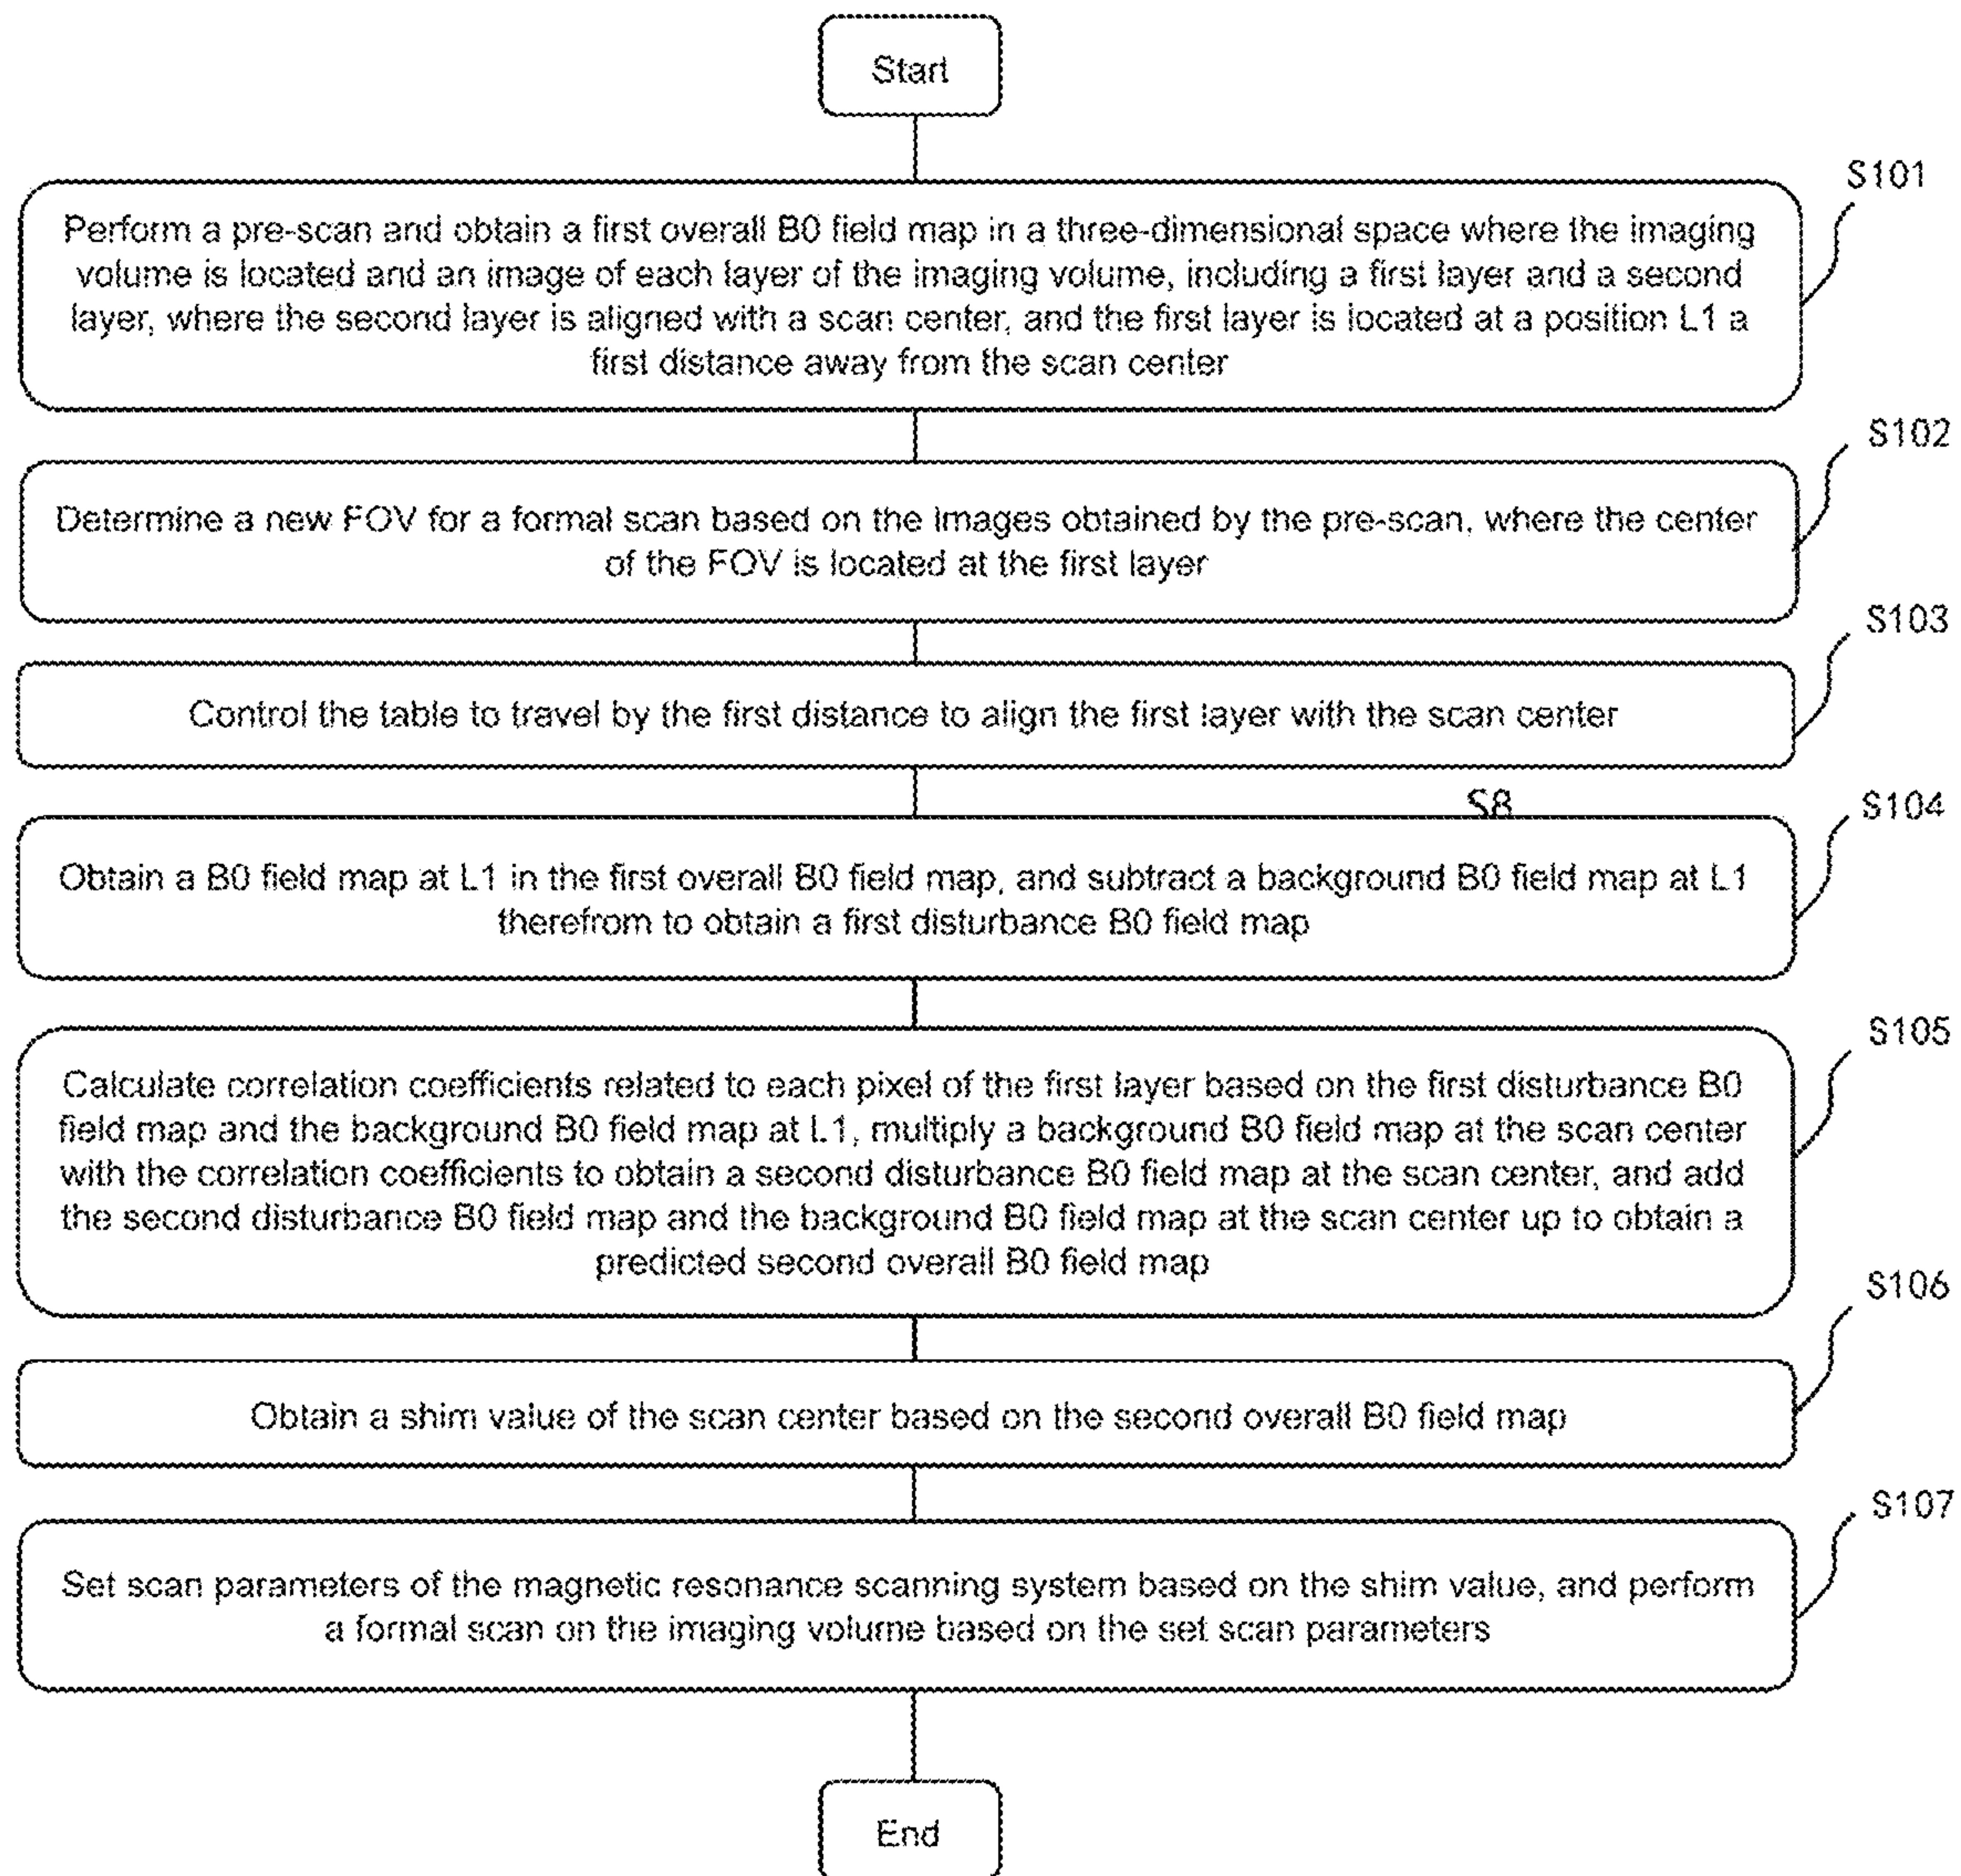 Start
S101
Perform a pre-scan and obtain a first overall B0 field map in a three-dimensional space where the imaging
volume is located and an image of each layer of the imaging volume, including a first layer and a second
layer, where the second layer is aligned with a scan center, and the first layer is located at a position L1 a
first distance away from the scan center
S102
Determine a new FOV for a formal scan based on the images obtained by the pre-scan, where the center
of the FOV is located at the first layer
S103
Control the table to travel by the first distance to align the first layer with the scan center
S8
S104
Obtain a B0 field map at L1 in the first overall B0 field map, and subtract a background B0 field map at L1
therefrom to obtain a first disturbance B0 field map
S105
Calculate correlation coefficients related to each pixel of the first layer based on the first disturbance B0
field map and the background B0 field map at L1, multiply a background B0 field map at the scan center
with the correlation coefficients to obtain a second disturbance B0 field map at the scan center, and add
the second disturbance B0 field map and the background B0 field map at the scan center up to obtain a
predicted second overall B0 field map
S106
Obtain a shim value of the scan center based on the second overall B0 field map
S107
Set scan parameters of the magnetic resonance scanning system based on the shim value, and perform
a formal scan on the imaging volume based on the set scan parameters
End